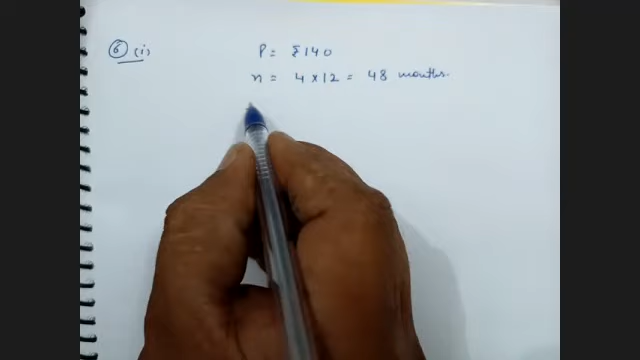 ⑥ (i) P = ₹140
n = 4 × 12 = 48 months.